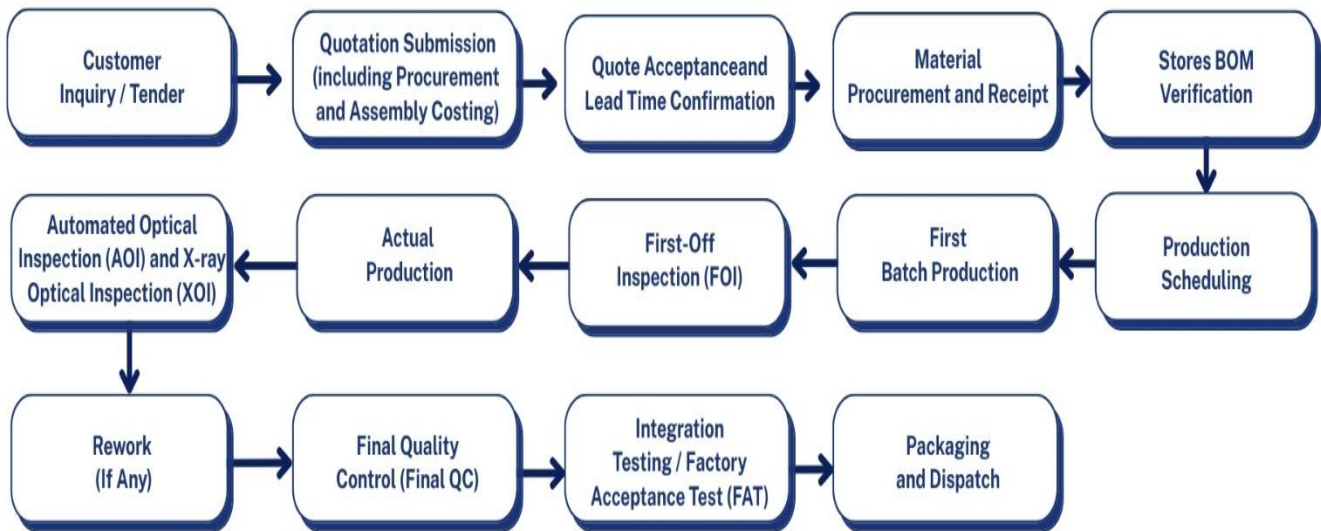 Customer
Inquiry / Tender
Quotation Submission
(including Procurement
and Assembly Costing)
Quote Acceptanceand
Lead Time Confirmation
Material
Procurement and Receipt
Stores BOM
Verification
Production
Scheduling
First
Batch Production
First-Off
Inspection (FOI)
Actual
Production
Automated Optical
Inspection (AOI) and X-ray
Optical Inspection (XOI)
Rework
(If Any)
Final Quality
Control (Final QC)
Integration
Testing / Factory
Acceptance Test (FAT)
Packaging
and Dispatch